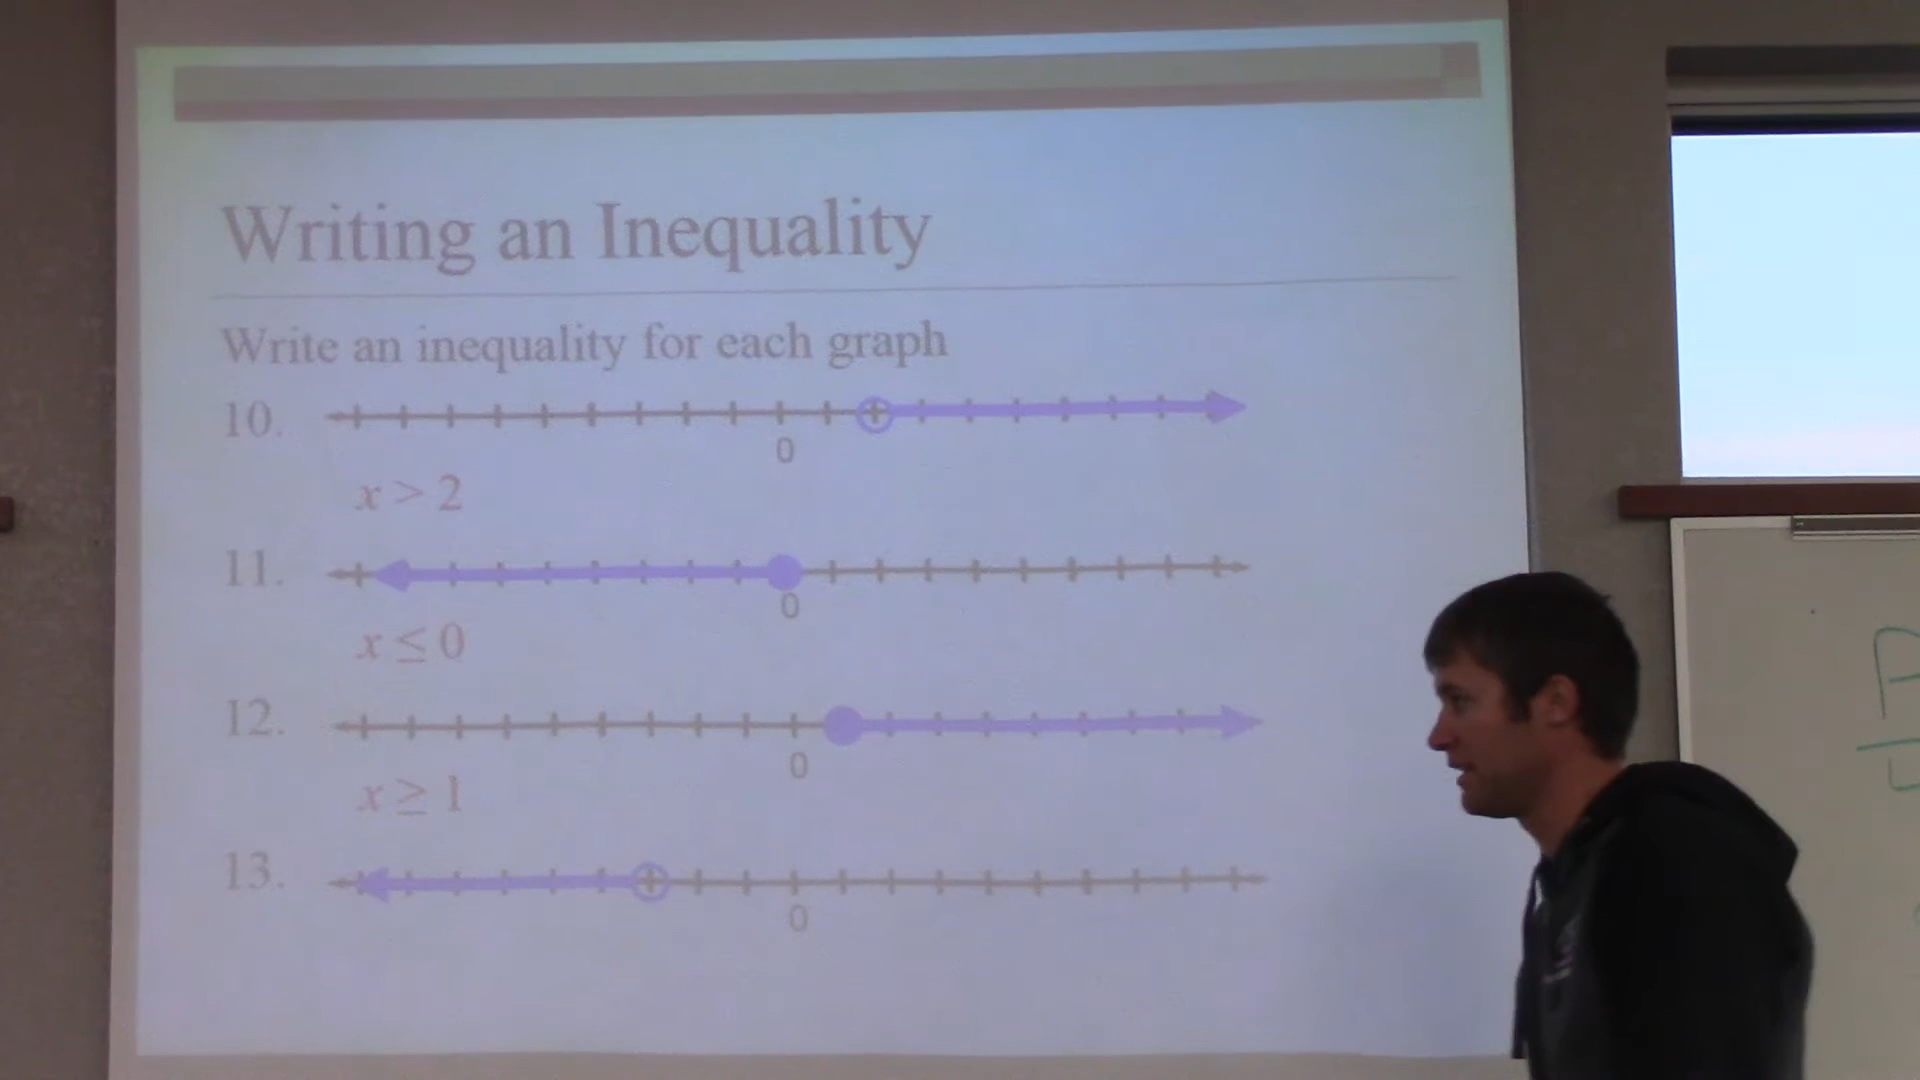 Writing an Inequality
Write an inequality for each graph
10.
0
x > 2
11.
0
x ≤ 0
12.
0
x ≥ 1
13.
0